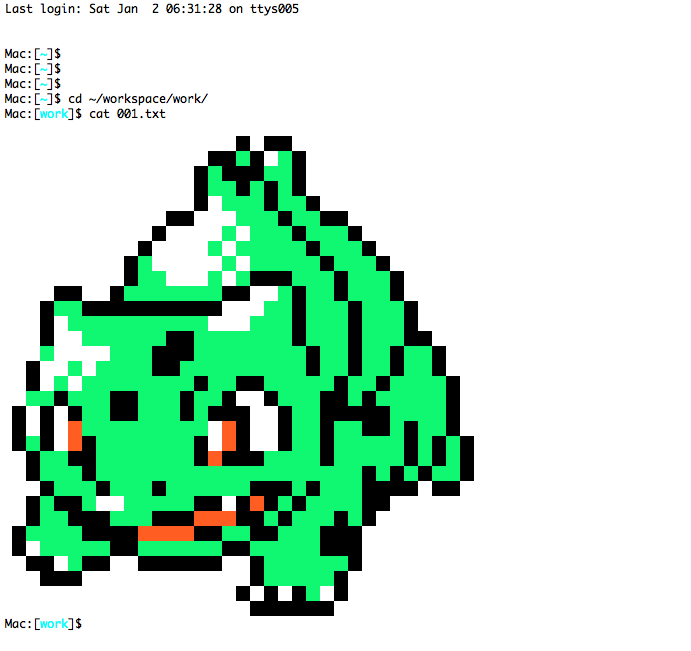 Last login: Sat Jan  2 06:31:28 on ttys005
Mac:[~]$
Mac:[~]$
Mac:[~]$
Mac:[~]$ cd ~/workspace/work/
Mac:[work]$ cat 001.txt
Mac:[work]$